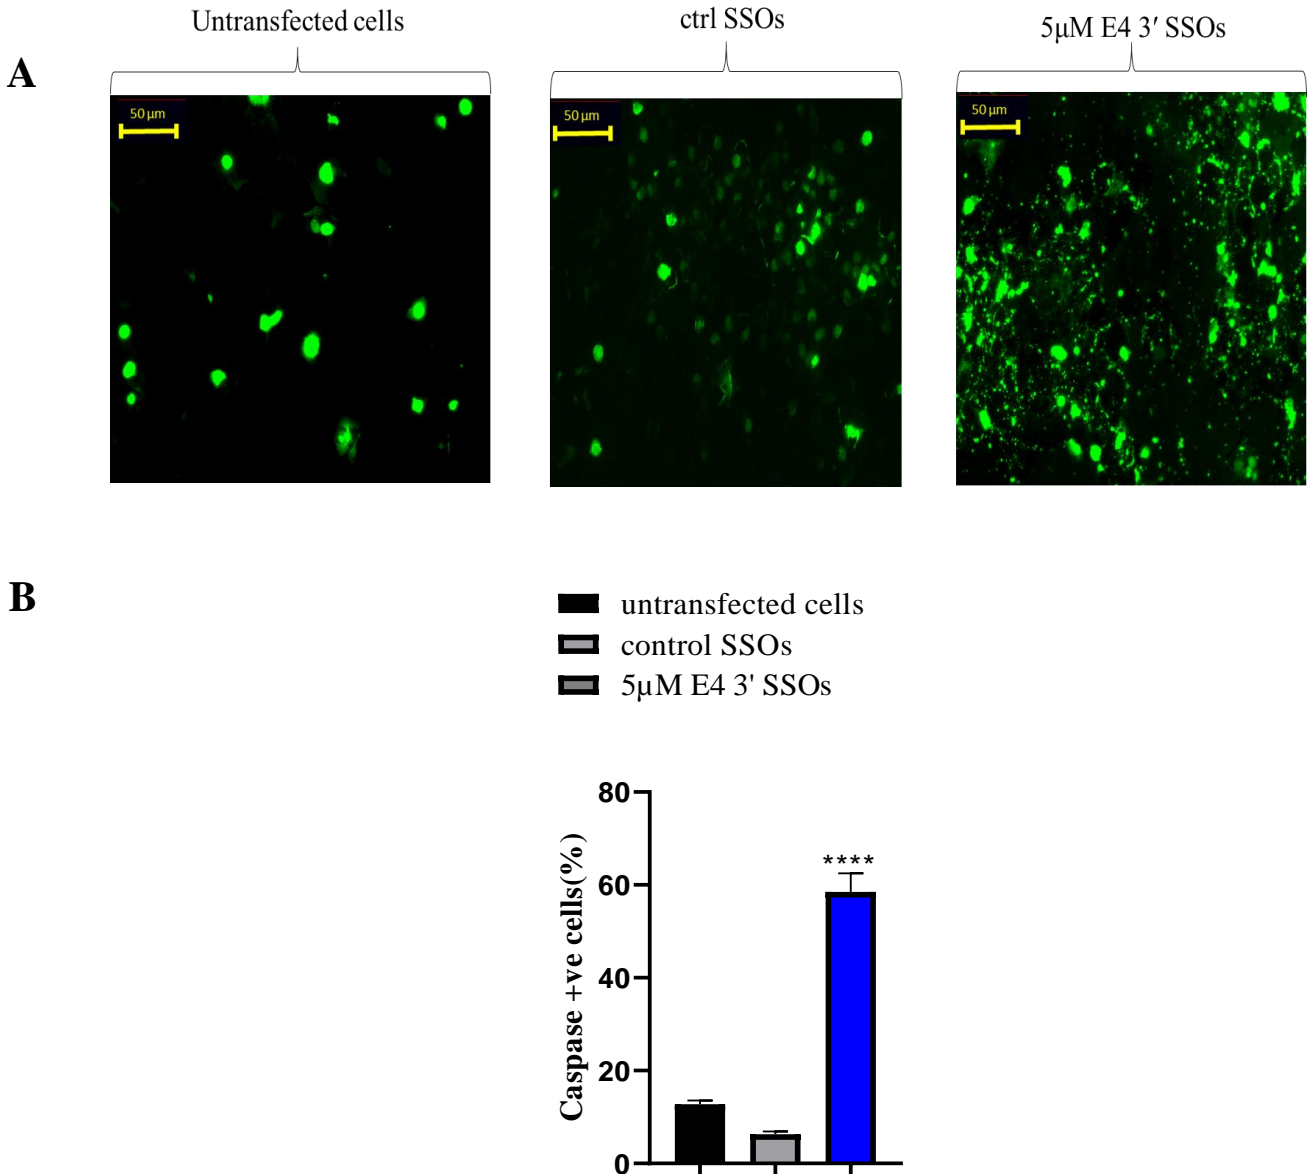 Untransfected cells
ctrl SSOs
5μM E4 3′ SSOs
A
50 μm
50 μm
50 μm
B
untransfected cells
control SSOs
5μM E4 3' SSOs
80
****
60
40
20
0
Caspase +ve cells(%)